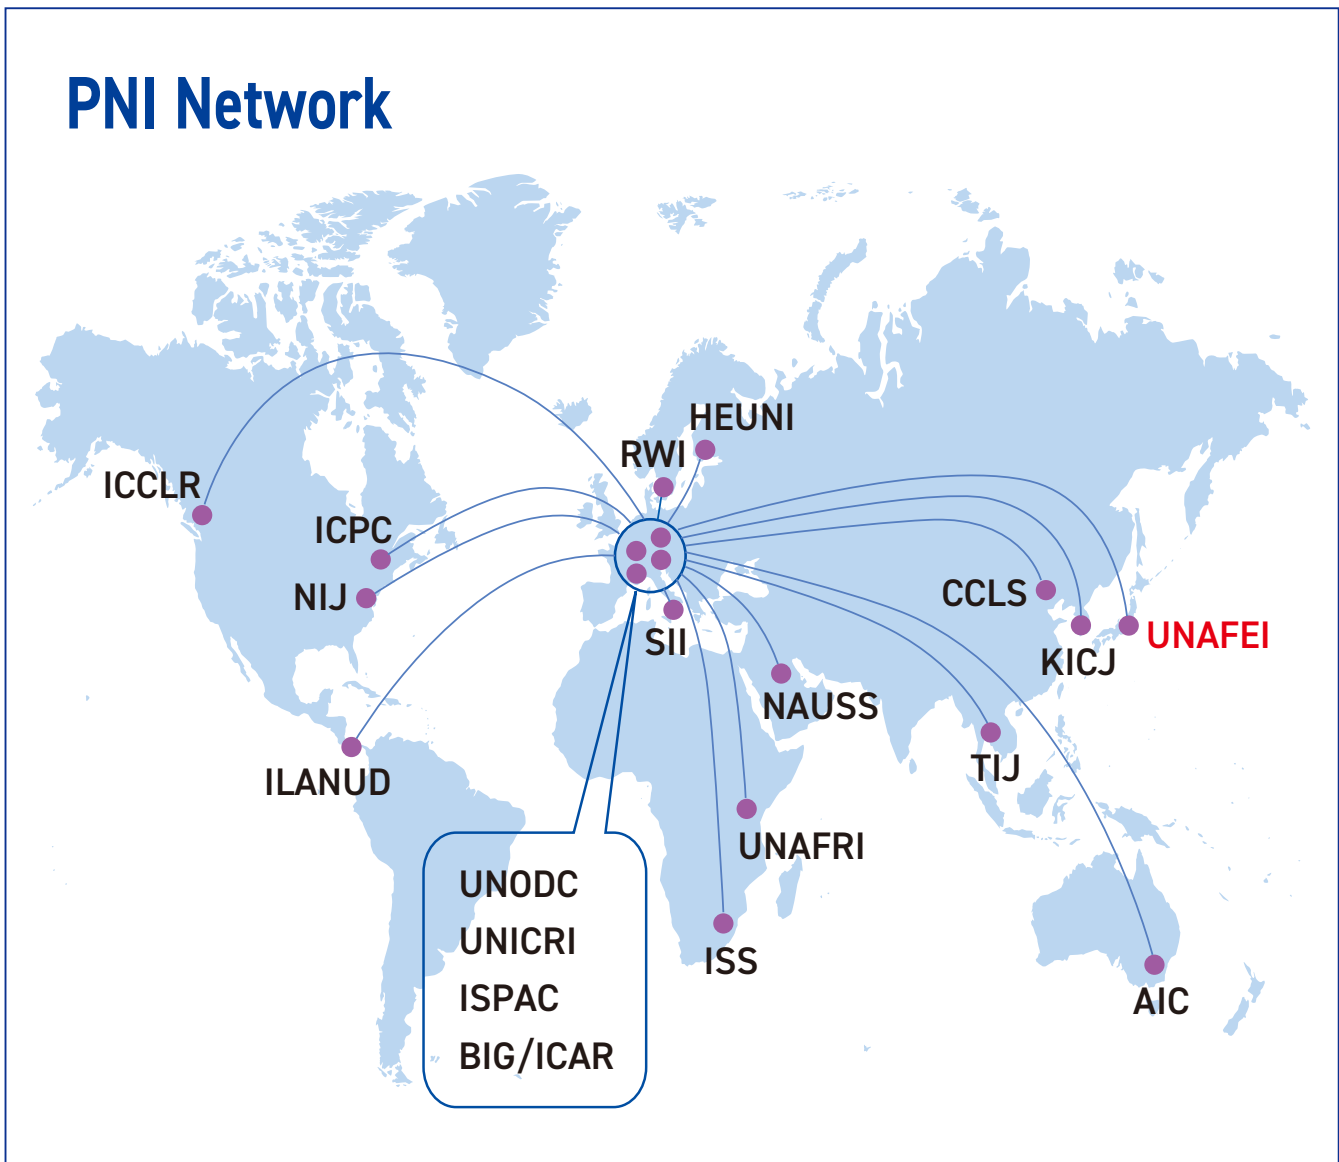 PNI Network
HEUNI
RWI
ICCLR
ICPC
NIJ
CCLS
UNAFEI
SII
KICJ
NAUSS
ILANUD
TIJ
UNAFRI
UNODC
UNICRI
ISPAC
BIG/ICAR
ISS
AIC